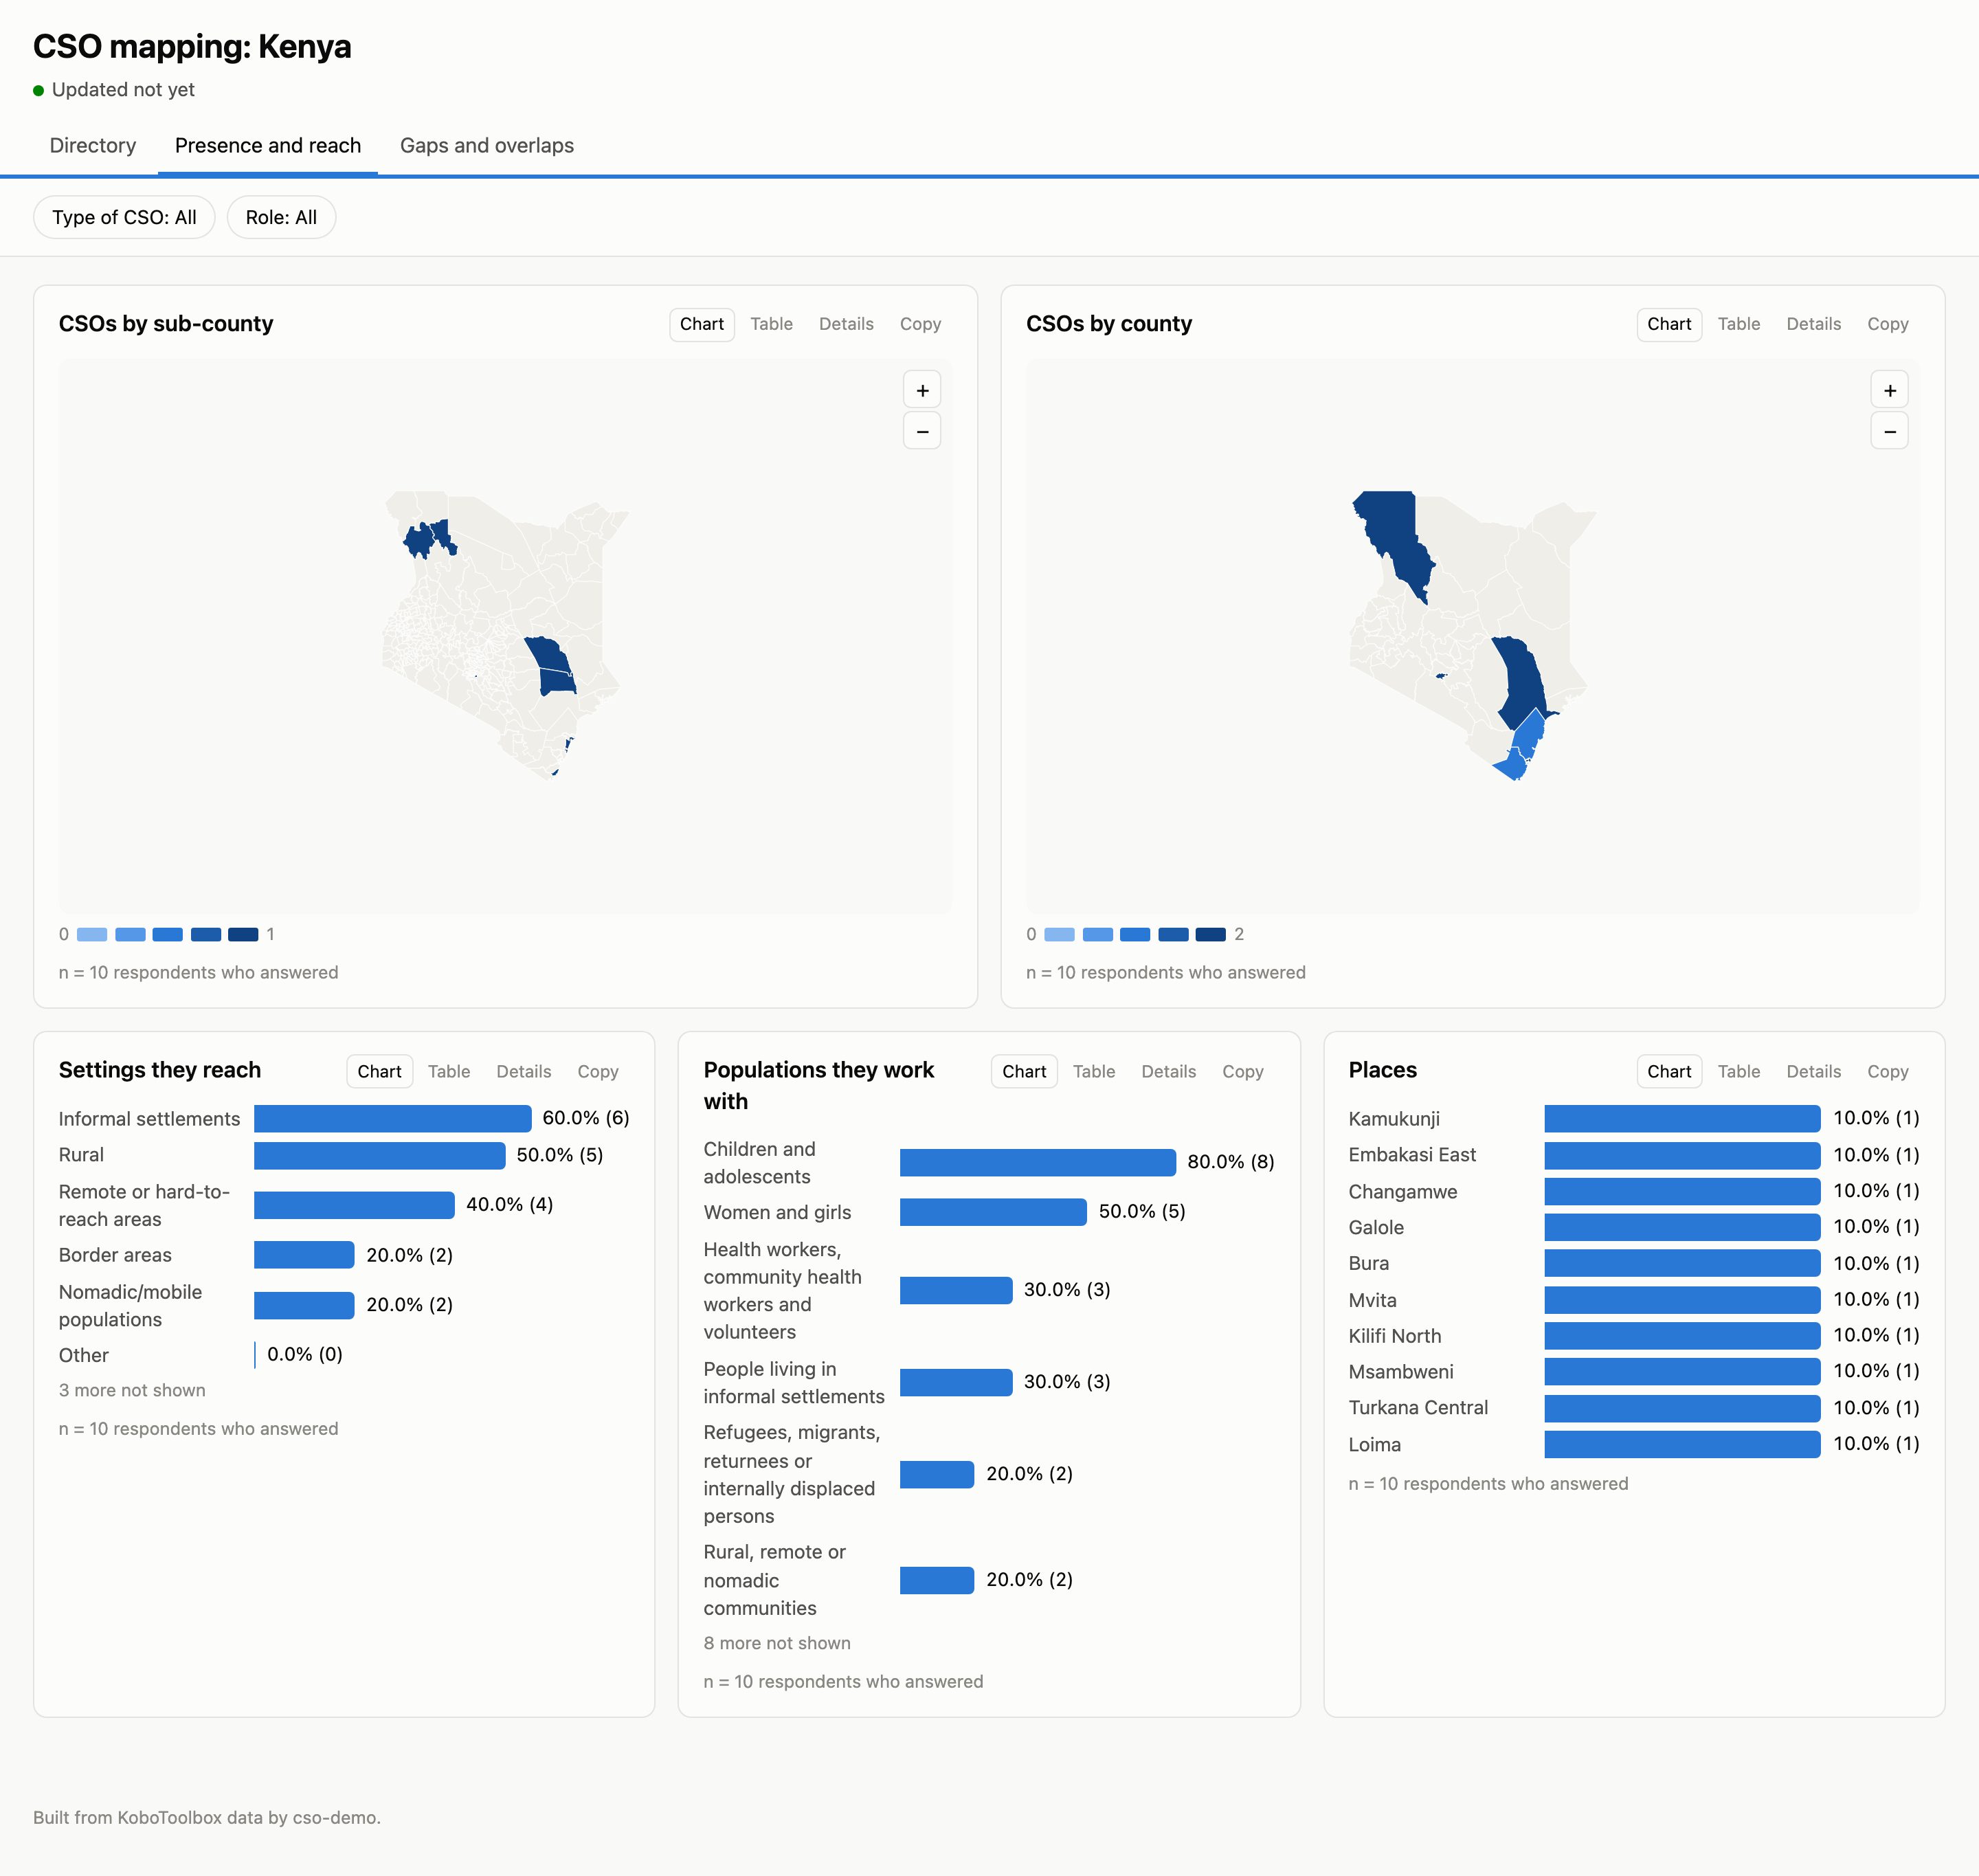 CSO mapping: Kenya
Updated not yet
Directory Presence and reach Gaps and overlaps
Type of CSO: All Role: All
CSOs by sub-county Chart Table Details Copy
+
−
0 1
n = 10 respondents who answered
CSOs by county Chart Table Details Copy
+
−
0 2
n = 10 respondents who answered
Settings they reach Chart Table Details Copy
Informal settlements 60.0% (6)
Rural 50.0% (5)
Remote or hard-to-
reach areas 40.0% (4)
Border areas 20.0% (2)
Nomadic/mobile
populations 20.0% (2)
Other 0.0% (0)
3 more not shown
n = 10 respondents who answered
Populations they work
with
Chart Table Details Copy
Children and
adolescents 80.0% (8)
Women and girls 50.0% (5)
Health workers,
community health
workers and
volunteers
30.0% (3)
People living in
informal settlements 30.0% (3)
Refugees, migrants,
returnees or
internally displaced
persons
20.0% (2)
Rural, remote or
nomadic
communities
20.0% (2)
8 more not shown
n = 10 respondents who answered
Places Chart Table Details Copy
Kamukunji 10.0% (1)
Embakasi East 10.0% (1)
Changamwe 10.0% (1)
Galole 10.0% (1)
Bura 10.0% (1)
Mvita 10.0% (1)
Kilifi North 10.0% (1)
Msambweni 10.0% (1)
Turkana Central 10.0% (1)
Loima 10.0% (1)
n = 10 respondents who answered
Built from KoboToolbox data by cso-demo.